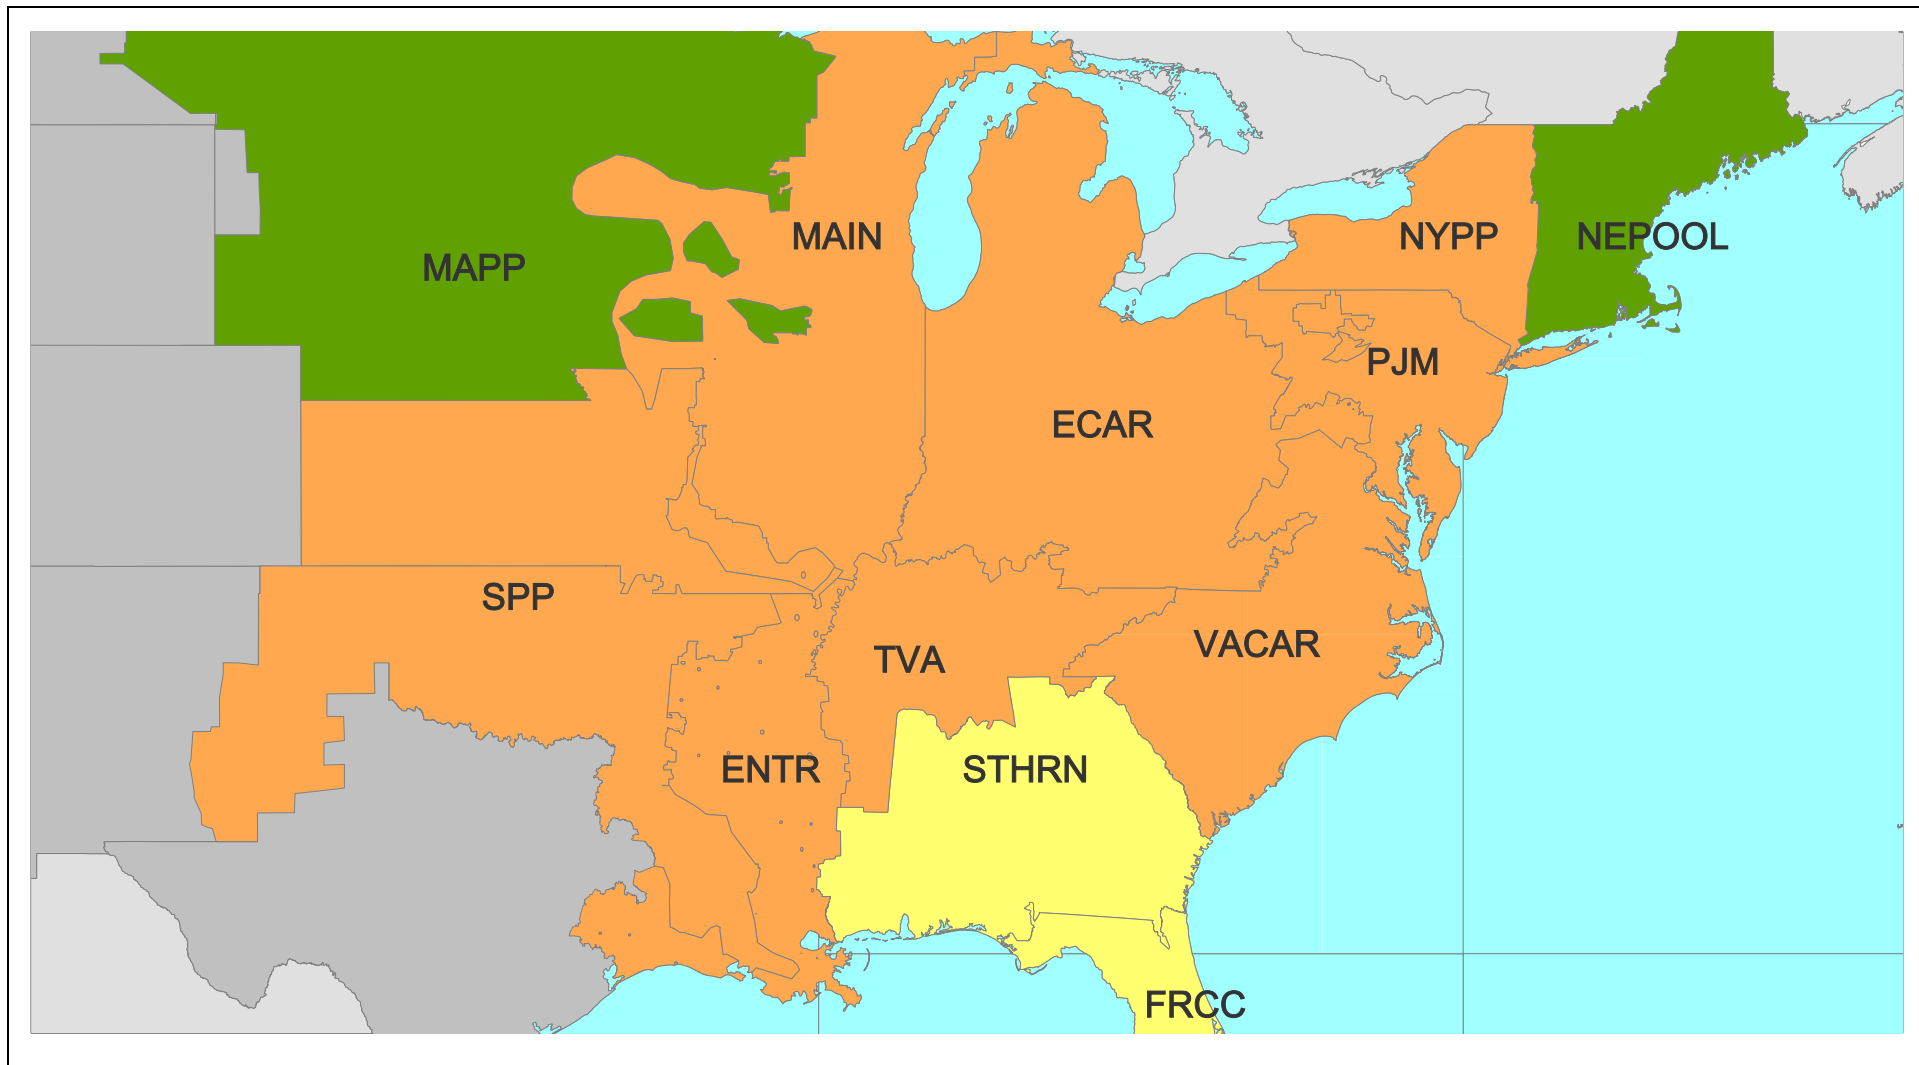 MAIN
NYPP
NEPOOL
MAPP
PJM
ECAR
SPP
VACAR
TVA
ENTR
STHRN
FRCC